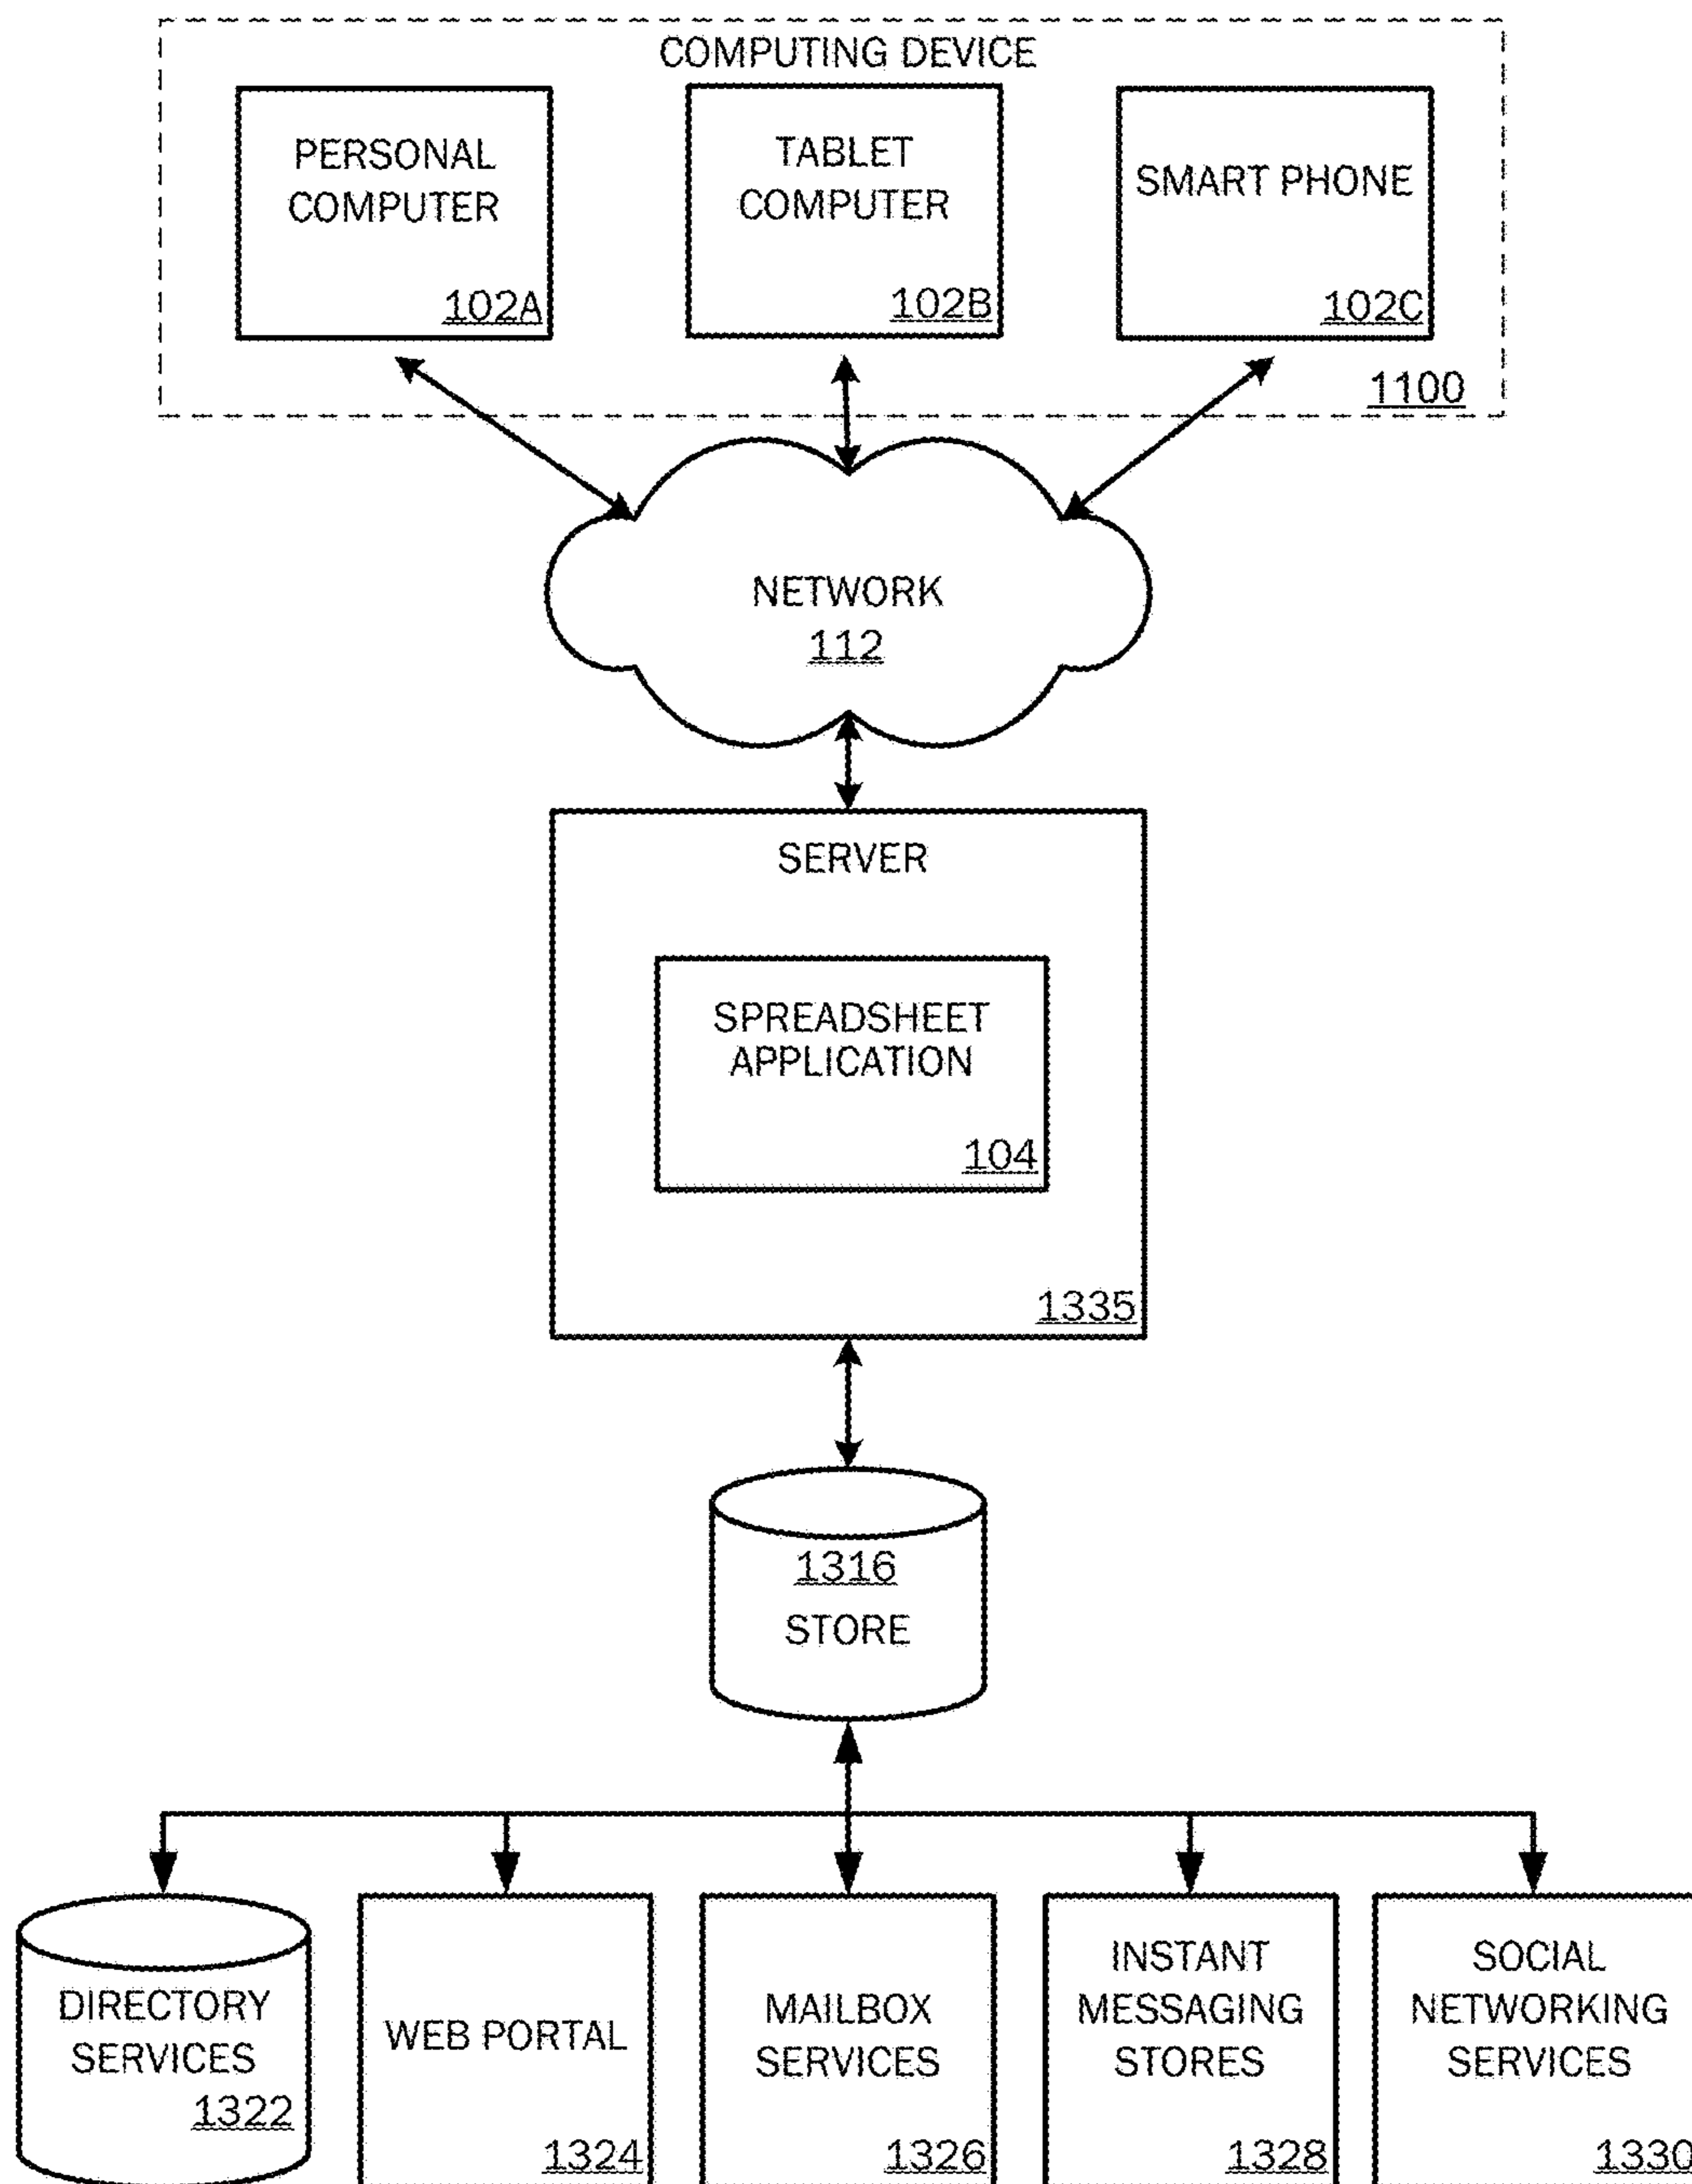 COMPUTING DEVICE
PERSONAL
COMPUTER
102A
TABLET
COMPUTER
102B
SMART PHONE
102C
1100
NETWORK
112
SERVER
SPREADSHEET
APPLICATION
104
1335
1316
STORE
DIRECTORY
SERVICES
1322
WEB PORTAL
1324
MAILBOX
SERVICES
1326
INSTANT
MESSAGING
STORES
1328
SOCIAL
NETWORKING
SERVICES
1330